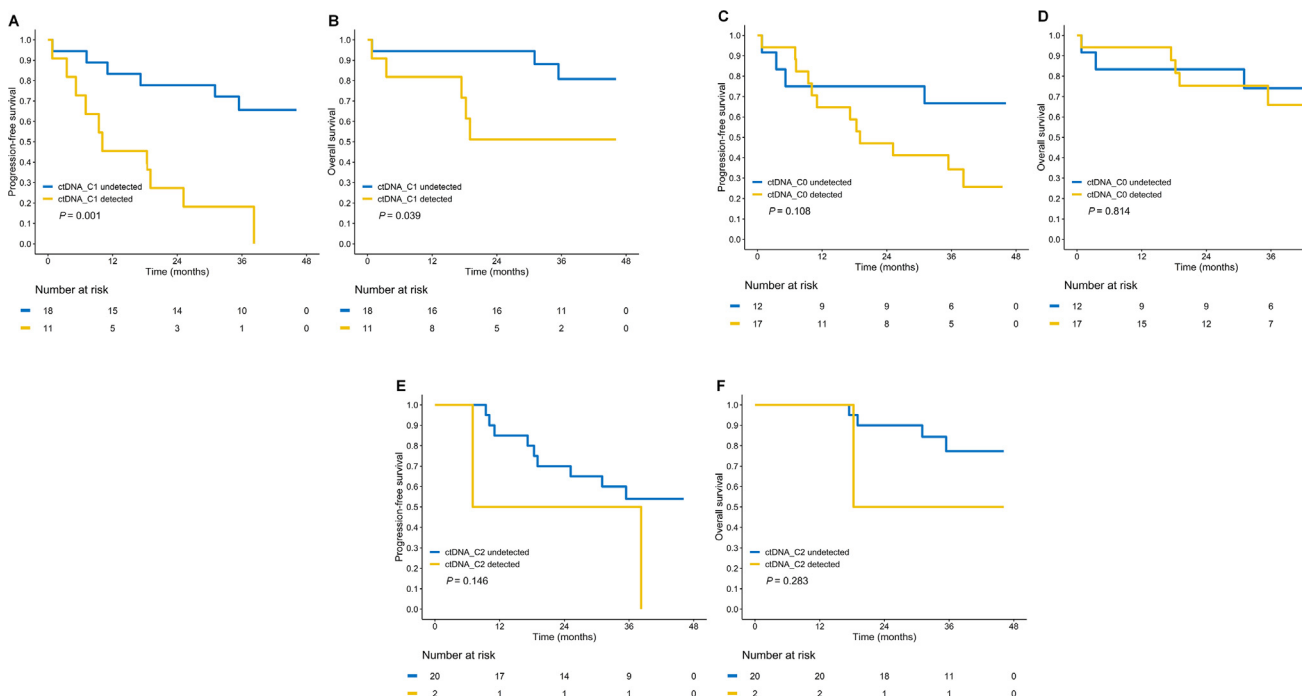 A
1.0
0.9
0.8
0.7
0.6
0.5
0.4
0.3
0.2
0.1
0.0
Progression-free survival
ctDNA_C1 undetected
ctDNA_C1 detected
P = 0.001
0 12 24 36 48
Time (months)
Number at risk
18 15 14 10 0
11 5 3 1 0
B
1.0
0.9
0.8
0.7
0.6
0.5
0.4
0.3
0.2
0.1
0.0
Overall survival
ctDNA_C1 undetected
ctDNA_C1 detected
P = 0.039
0 12 24 36 48
Time (months)
Number at risk
18 16 16 11 0
11 8 5 2 0
C
1.0
0.9
0.8
0.7
0.6
0.5
0.4
0.3
0.2
0.1
0.0
Progression-free survival
ctDNA_C0 undetected
ctDNA_C0 detected
P = 0.108
0 12 24 36 48
Time (months)
Number at risk
12 9 9 6 0
17 11 8 5 0
D
1.0
0.9
0.8
0.7
0.6
0.5
0.4
0.3
0.2
0.1
0.0
Overall survival
ctDNA_C0 undetected
ctDNA_C0 detected
P = 0.814
0 12 24 36
Time (months)
Number at risk
12 9 9 6
17 15 12 7
E
1.0
0.9
0.8
0.7
0.6
0.5
0.4
0.3
0.2
0.1
0.0
Progression-free survival
ctDNA_C2 undetected
ctDNA_C2 detected
P = 0.146
0 12 24 36 48
Time (months)
Number at risk
20 17 14 9 0
2 1 1 1 0
F
1.0
0.9
0.8
0.7
0.6
0.5
0.4
0.3
0.2
0.1
0.0
Overall survival
ctDNA_C2 undetected
ctDNA_C2 detected
P = 0.283
0 12 24 36 48
Time (months)
Number at risk
20 20 18 11 0
2 2 1 1 0